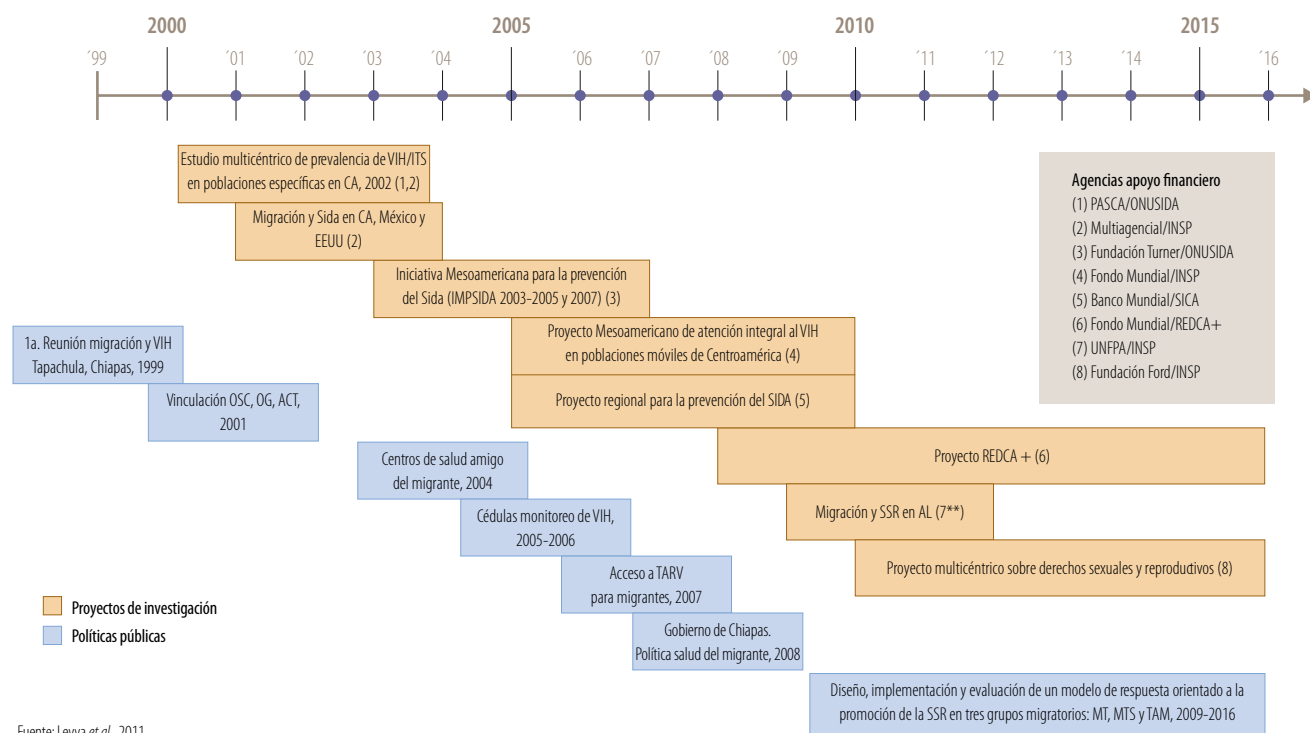 2000
2005
2010
2015
´99
´01
´02
´03
´04
´06
´07
´08
´09
´11
´12
´13
´14
´16
Estudio multicéntrico de prevalencia de VIH/ITS
en poblaciones específicas en CA, 2002 (1,2)
Migración y Sida en CA, México y
EEUU (2)
Iniciativa Mesoamericana para la prevención
del Sida (IMPSIDA 2003-2005 y 2007) (3)
Proyecto Mesoamericano de atención integral al VIH
en poblaciones móviles de Centroamérica (4)
Proyecto regional para la prevención del SIDA (5)
Proyecto REDCA + (6)
Migración y SSR en AL (7**)
Proyecto multicéntrico sobre derechos sexuales y reproductivos (8)
Agencias apoyo financiero
(1) PASCA/ONUSIDA
(2) Multiagencial/INSP
(3) Fundación Turner/ONUSIDA
(4) Fondo Mundial/INSP
(5) Banco Mundial/SICA
(6) Fondo Mundial/REDCA+
(7) UNFPA/INSP
(8) Fundación Ford/INSP
1a. Reunión migración y VIH
Tapachula, Chiapas, 1999
Vinculación OSC, OG, ACT,
2001
Centros de salud amigo
del migrante, 2004
Cédulas monitoreo de VIH,
2005-2006
Acceso a TARV
para migrantes, 2007
Gobierno de Chiapas.
Política salud del migrante, 2008
Diseño, implementación y evaluación de un modelo de respuesta orientado a la
promoción de la SSR en tres grupos migratorios: MT, MTS y TAM, 2009-2016
Proyectos de investigación
Políticas públicas
Fuente: Leyva et al., 2011